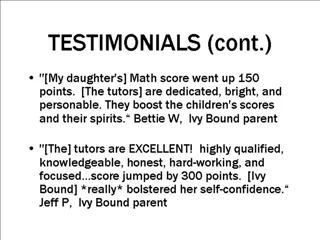 TESTIMONIALS (cont.)
• "[My daughter's] Math score went up 150
points. [The tutors] are dedicated, bright, and
personable. They boost the children's scores
and their spirits.“ Bettie W, Ivy Bound parent
• "[The] tutors are EXCELLENT! highly qualified,
knowledgeable, honest, hard-working, and
focused...score jumped by 300 points. [Ivy
Bound] *really* bolstered her self-confidence.“
Jeff P, Ivy Bound parent